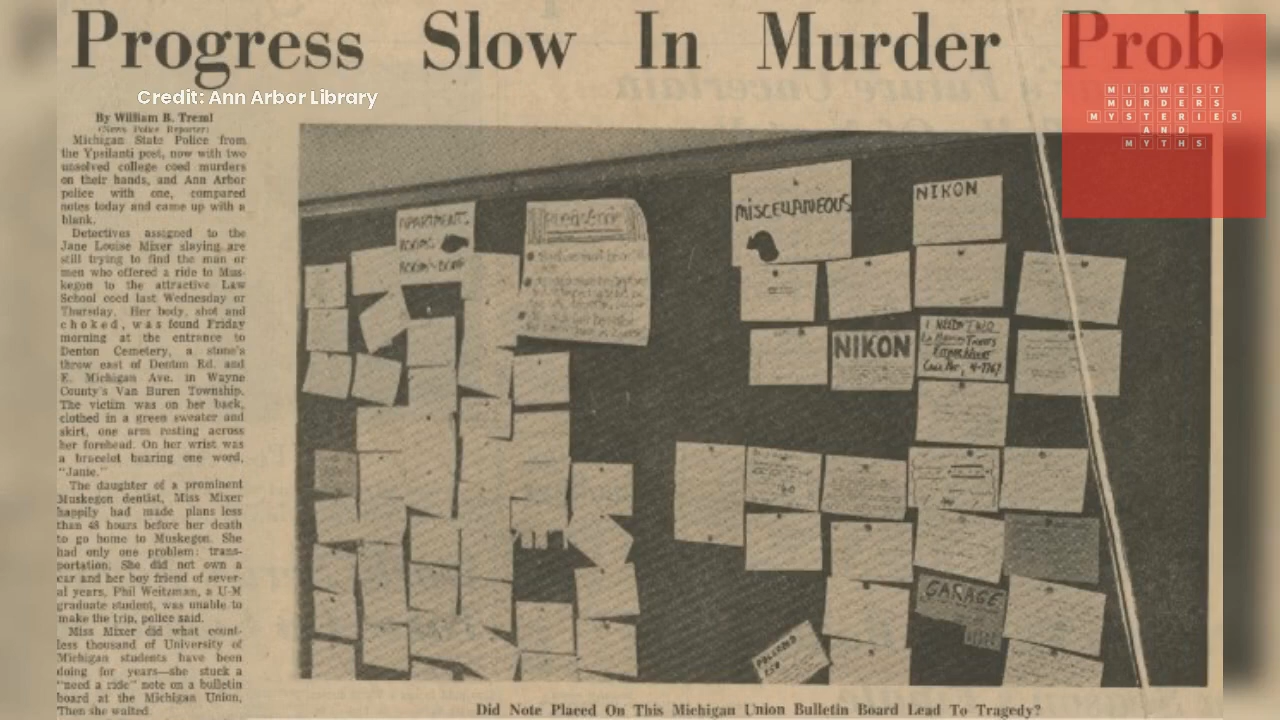 Progress Slow In Murder Prob
Credit: Ann Arbor Library
MIDWEST
MURDERS
MYSTERIES
AND
MYTHS
By William B. Treml
(News Police Reporter)
Michigan State Police from
the Ypsilanti post, now with two
unsolved college coed murders
on their hands, and Ann Arbor
police with one, compared
notes today and came up with a
blank.
Detectives assigned to the
Jane Louise Mixer slaying are
still trying to find the man or
men who offered a ride to Mus-
kegon to the attractive Law
School coed last Wednesday or
Thursday. Her body, shot and
choked, was found Friday
morning at the entrance to
Denton Cemetery, a stone's
throw east of Denton Rd. and
E. Michigan Ave. in Wayne
County's Van Buren Township.
The victim was on her back,
clothed in a green sweater and
skirt, one arm resting across
her forehead. On her wrist was
a bracelet bearing one word,
"Janie."
The daughter of a prominent
Muskegon dentist, Miss Mixer
happily had made plans less
than 48 hours before her death
to go home to Muskegon. She
had only one problem: trans-
portation. She did not own a
car and her boy friend of sever-
al years, Phil Weitzman, a U-M
graduate student, was unable to
make the trip, police said.
Miss Mixer did what count-
less thousand of University of
Michigan students have been
doing for years—she stuck a
"need a ride" note on a bulletin
board at the Michigan Union.
Then she waited.
APARTMENTS
ROOMS
MISCELLANEOUS
NIKON
NIKON
I NEED TWO
GARAGE
POLAROID
Did Note Placed On This Michigan Union Bulletin Board Lead To Tragedy?